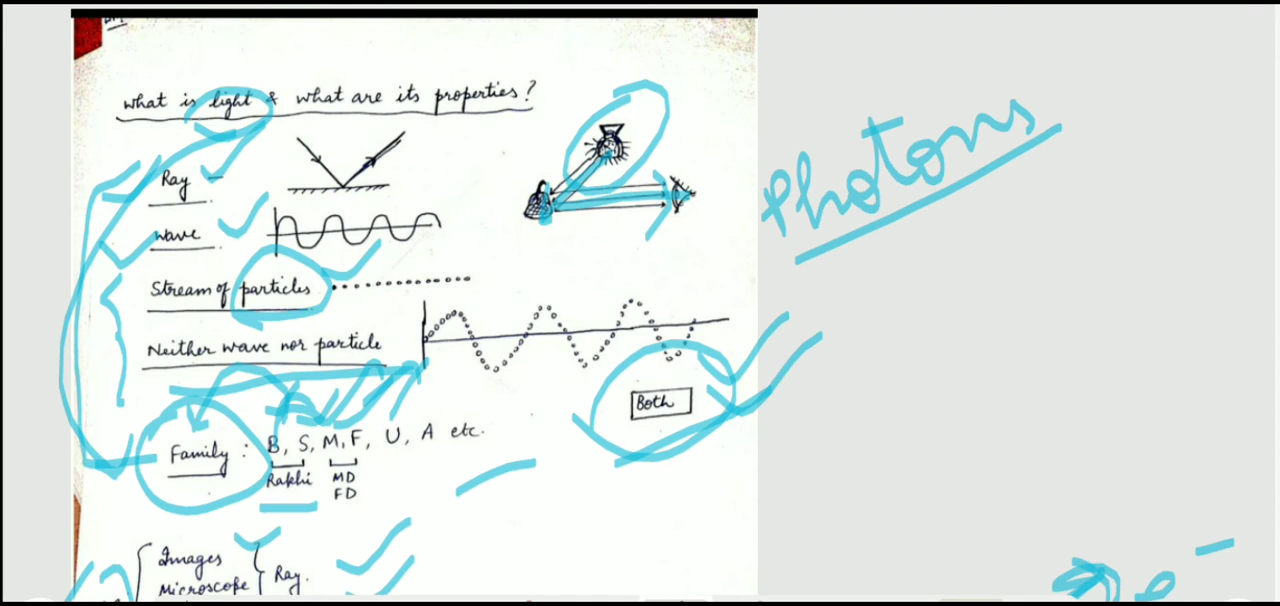 what is light & what are its properties?
Photons
Ray -
wave
Stream of particles
Neither wave nor particle
Both
Family : B, S, M, F, U, A etc.
Rakhi MD
FD
Images
Microscope Ray.
e-